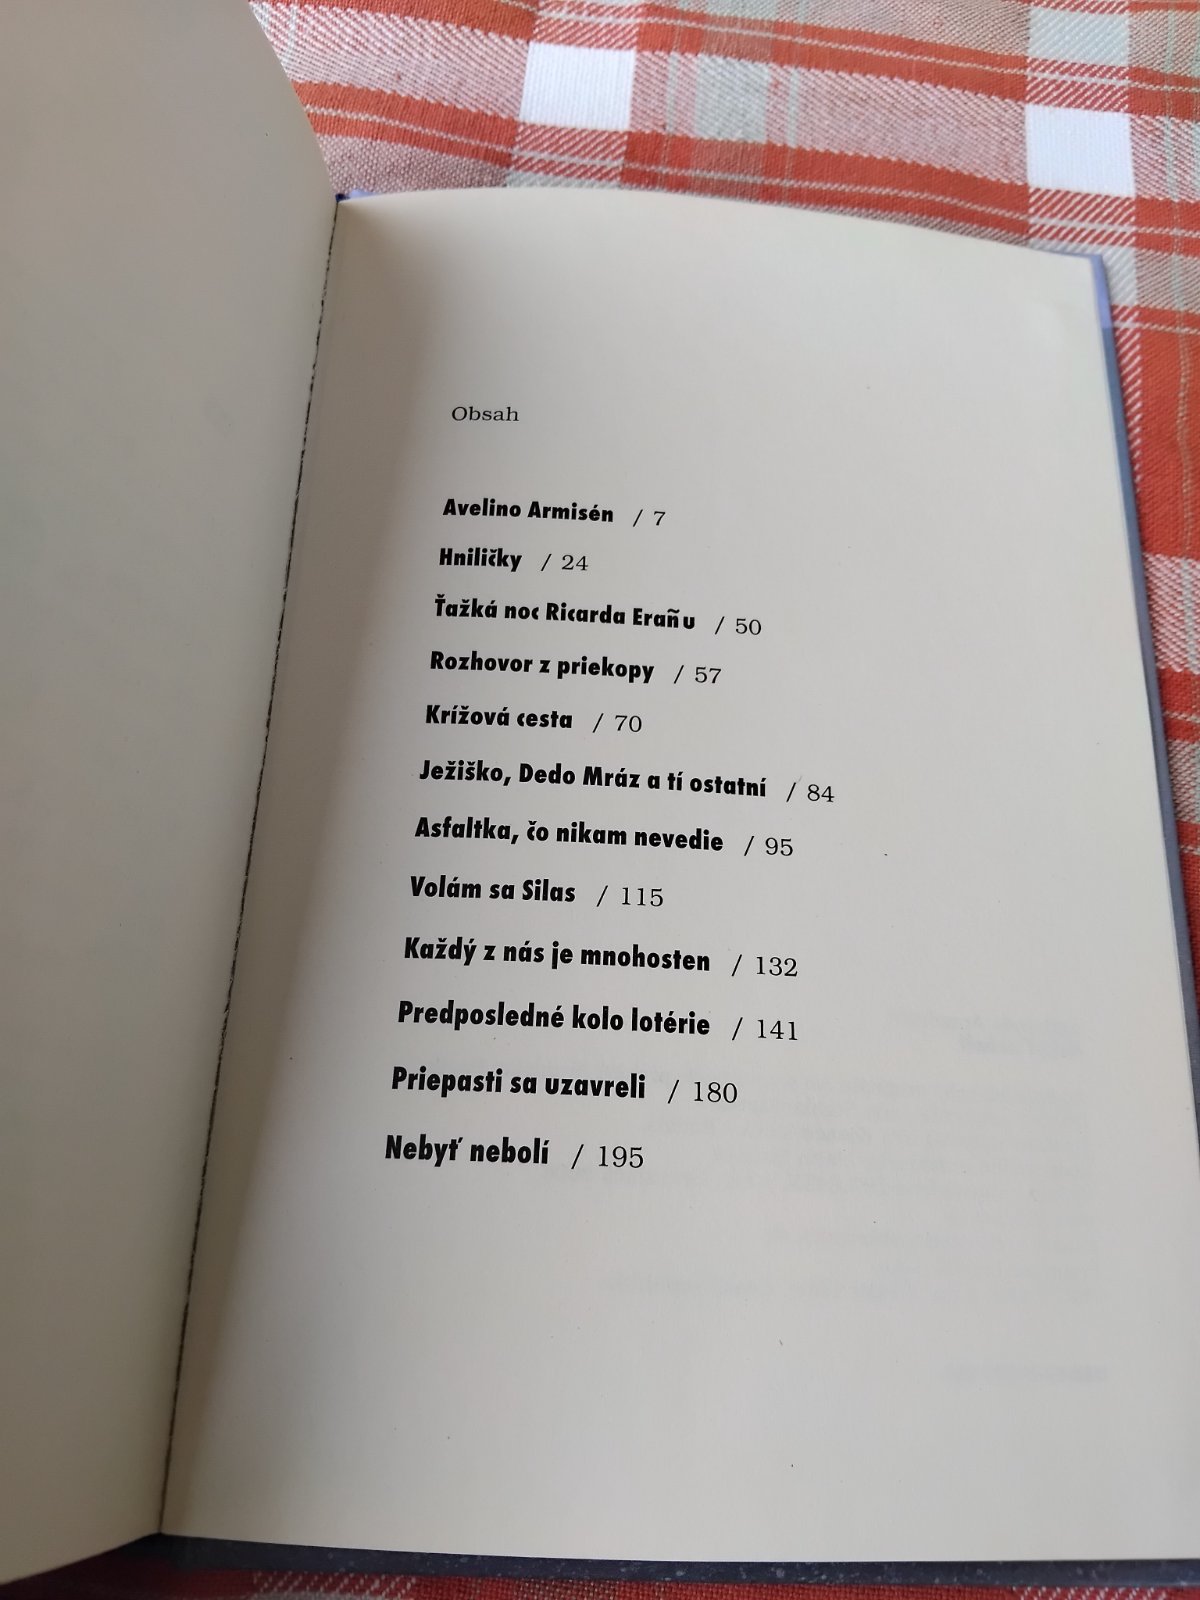 Obsah
Avelino Armisén / 7
Hniličky / 24
Ťažká noc Ricarda Erañu / 50
Rozhovor z priekopy / 57
Krížová cesta / 70
Ježiško, Dedo Mráz a tí ostatní / 84
Asfaltka, čo nikam nevedie / 95
Volám sa Silas / 115
Každý z nás je mnohosten / 132
Predposledné kolo lotérie / 141
Priepasti sa uzavreli / 180
Nebyť nebolí / 195